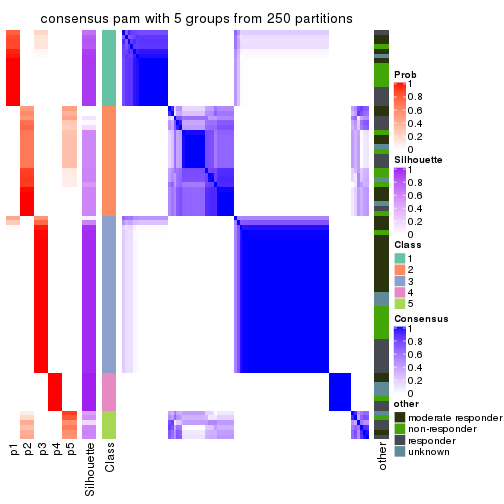 consensus pam with 5 groups from 250 partitions
Prob
1
0.8
0.6
0.4
0.2
0
Silhouette
1
0.8
0.6
0.4
0.2
0
Class
1
2
3
4
5
Consensus
1
0.8
0.6
0.4
0.2
0
other
moderate responder
non-responder
responder
unknown
p1
p2
p3
p4
p5
Silhouette
Class
other